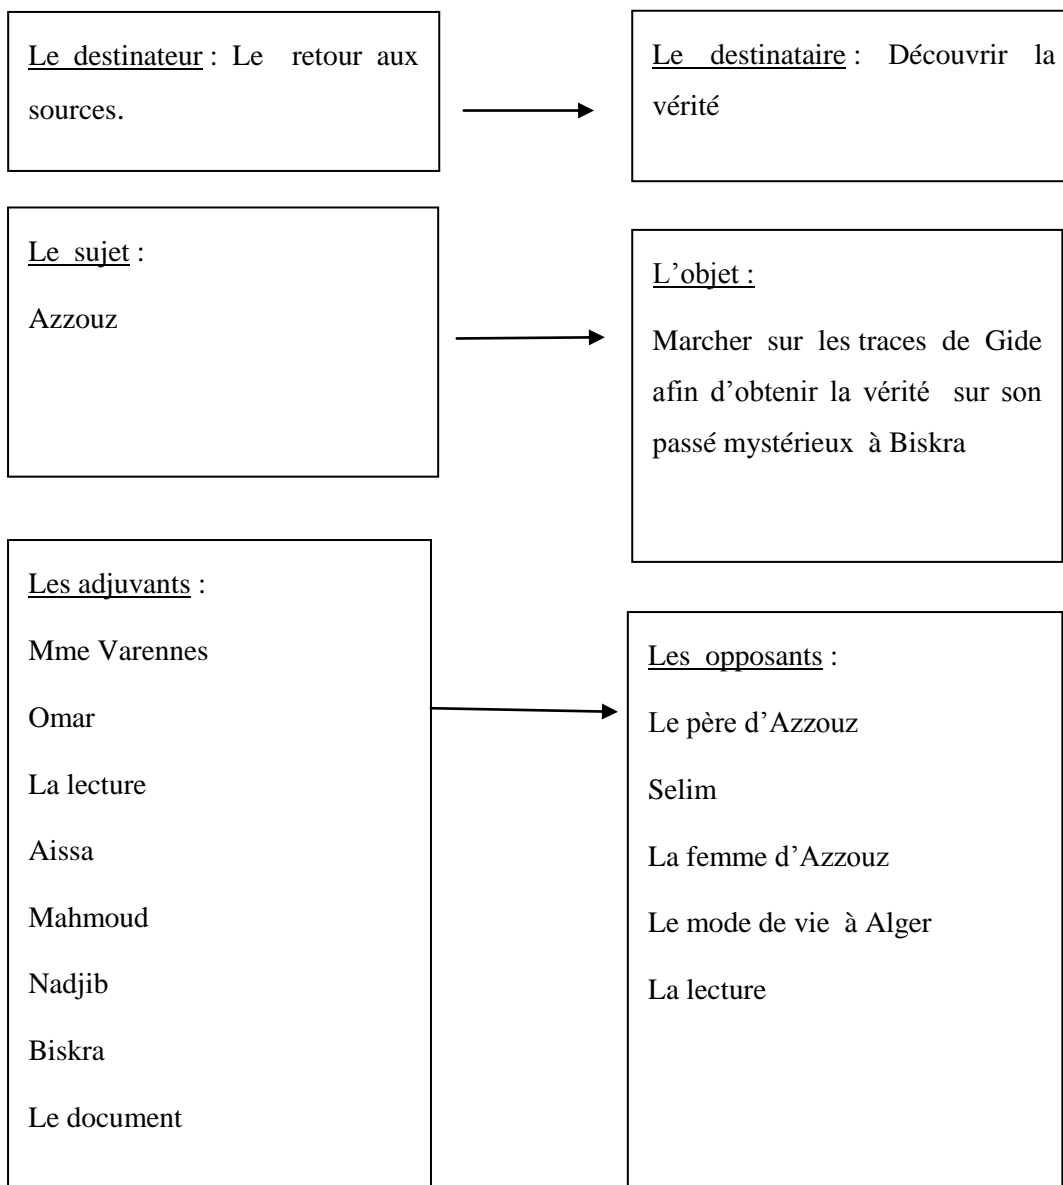 Le destinateur : Le retour aux
sources.
Le destinataire : Découvrir la
vérité
Le sujet :
Azzouz
L’objet :
Marcher sur les traces de Gide
afin d’obtenir la vérité sur son
passé mystérieux à Biskra
Les adjuvants :
Mme Varennes
Omar
La lecture
Aissa
Mahmoud
Nadjib
Biskra
Le document
Les opposants :
Le père d’Azzouz
Selim
La femme d’Azzouz
Le mode de vie à Alger
La lecture